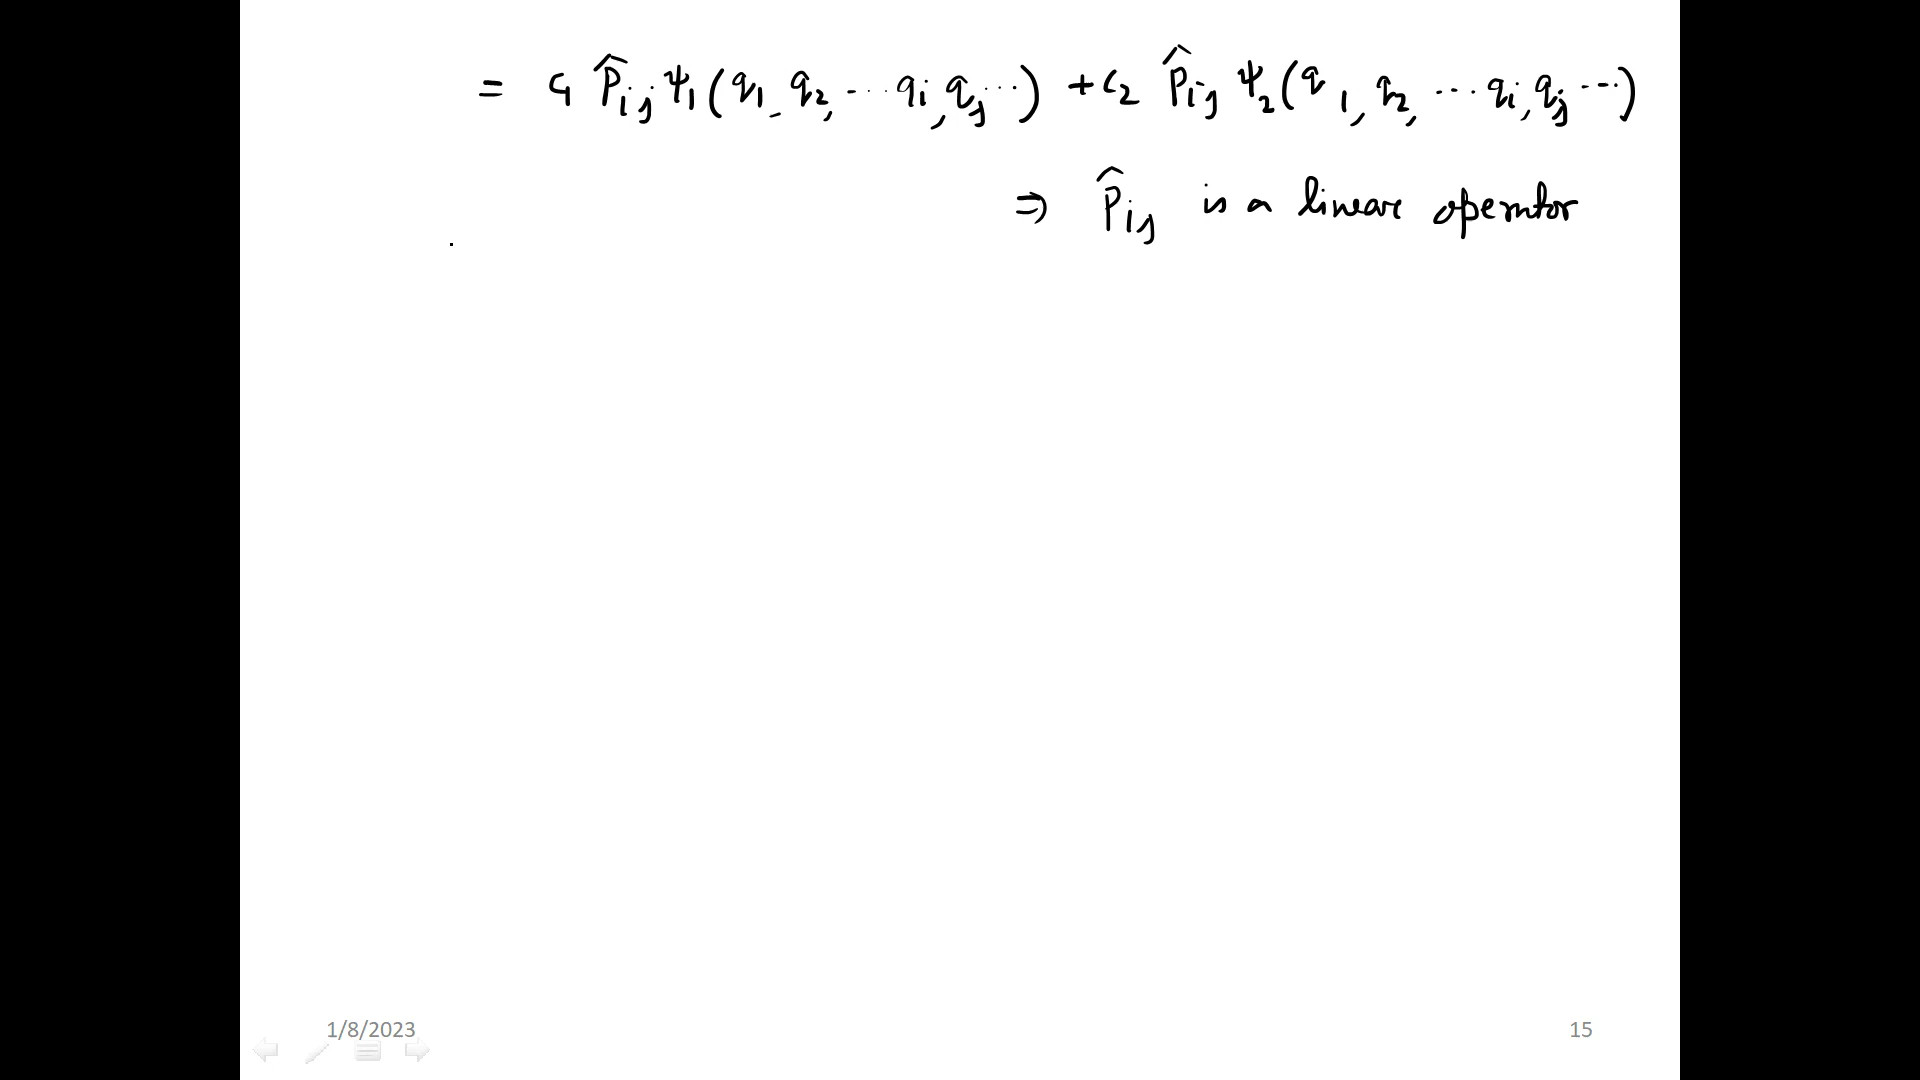 = C₁ P̂ᵢⱼ ψ₁(q₁, q₂, ... qᵢ, qⱼ ...) + C₂ P̂ᵢⱼ ψ₂(q₁, q₂, ... qᵢ, qⱼ ...)
⇒ P̂ᵢⱼ is a linear operator
1/8/2023 15